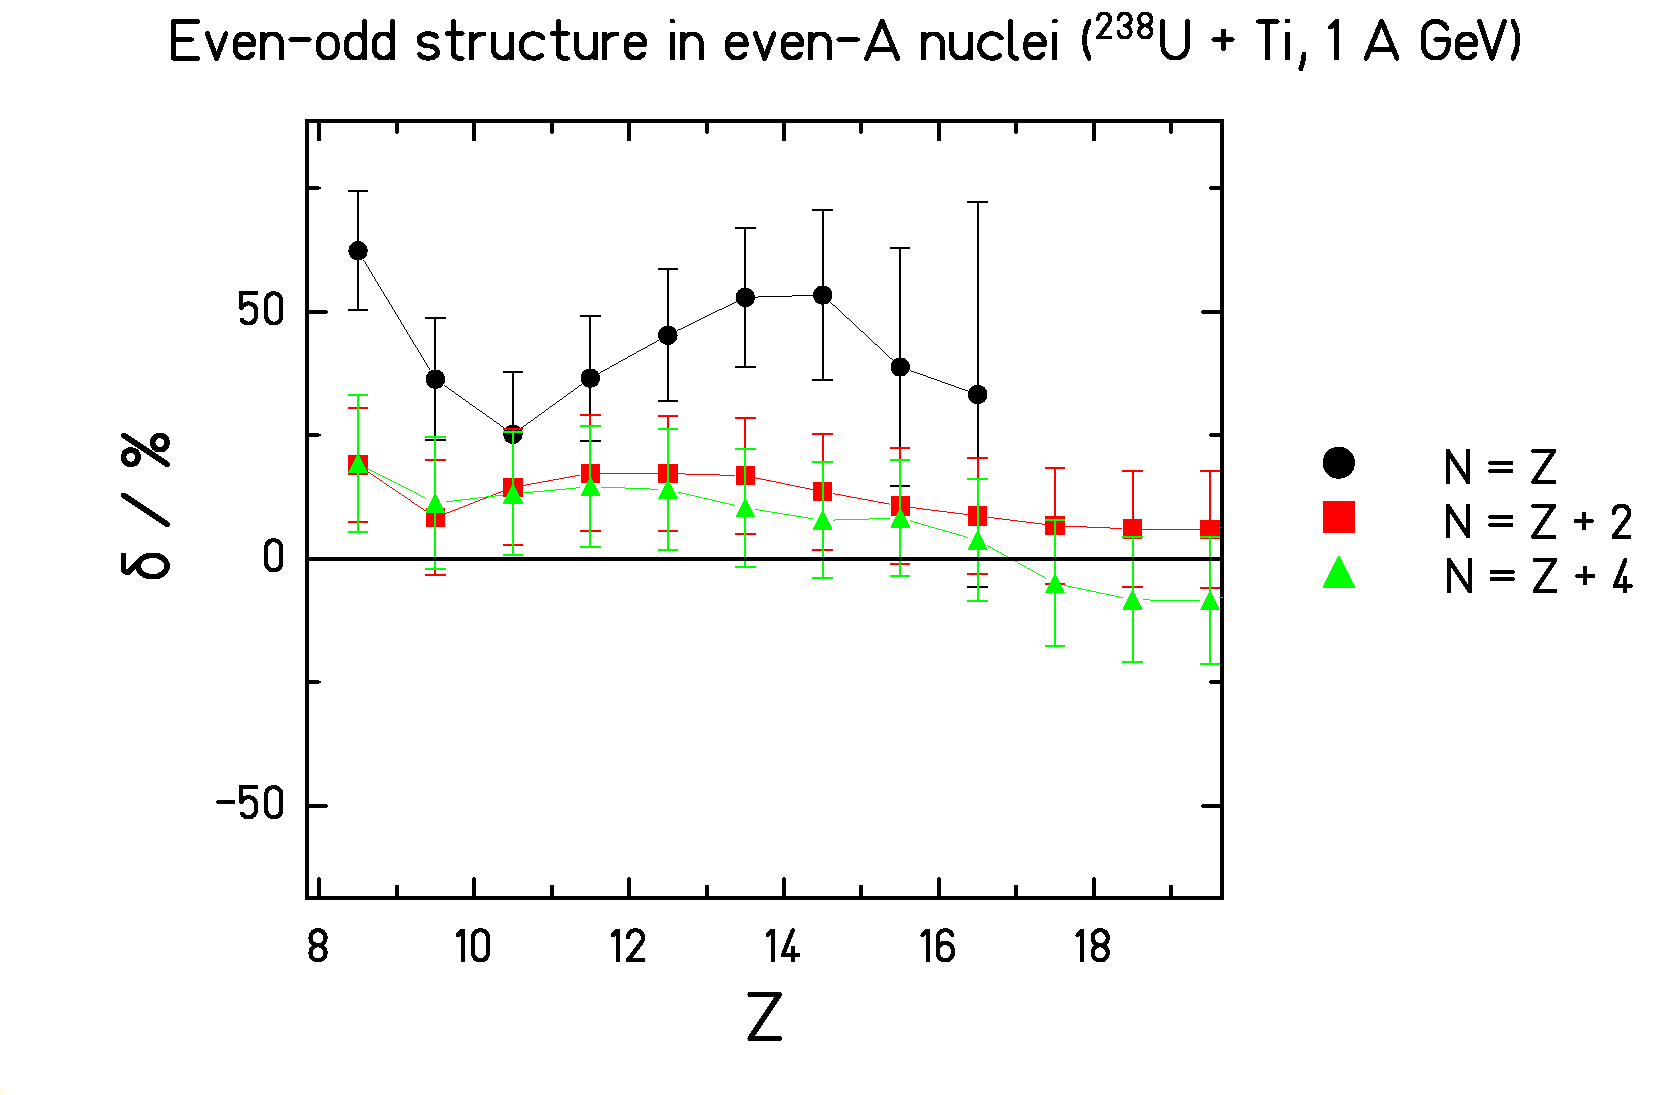 Even-odd structure in even-A nuclei (²³⁸U + Ti, 1 A GeV)
50
0
-50
δ / %
8 10 12 14 16 18
Z
N = Z
N = Z + 2
N = Z + 4